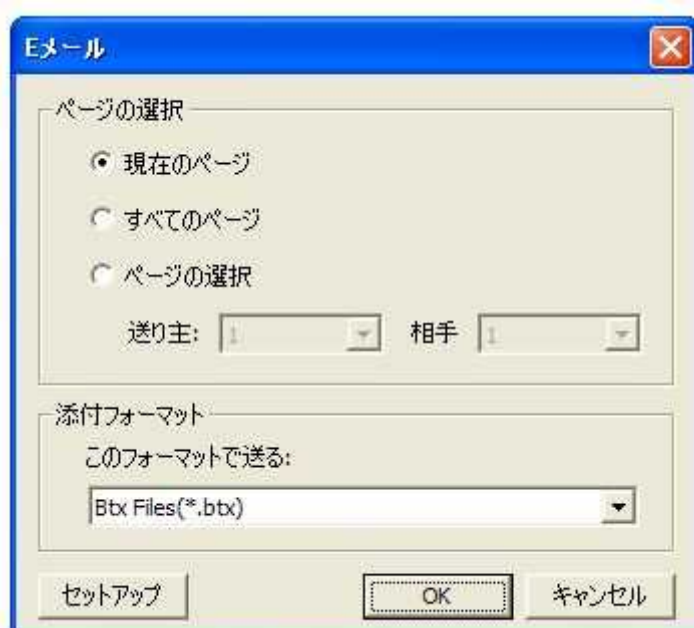 Eメール
ページの選択
現在のページ
すべてのページ
ページの選択
送り主: 1 相手 1
添付フォーマット
このフォーマットで送る:
Btx Files(*.btx)
セットアップ OK キャンセル